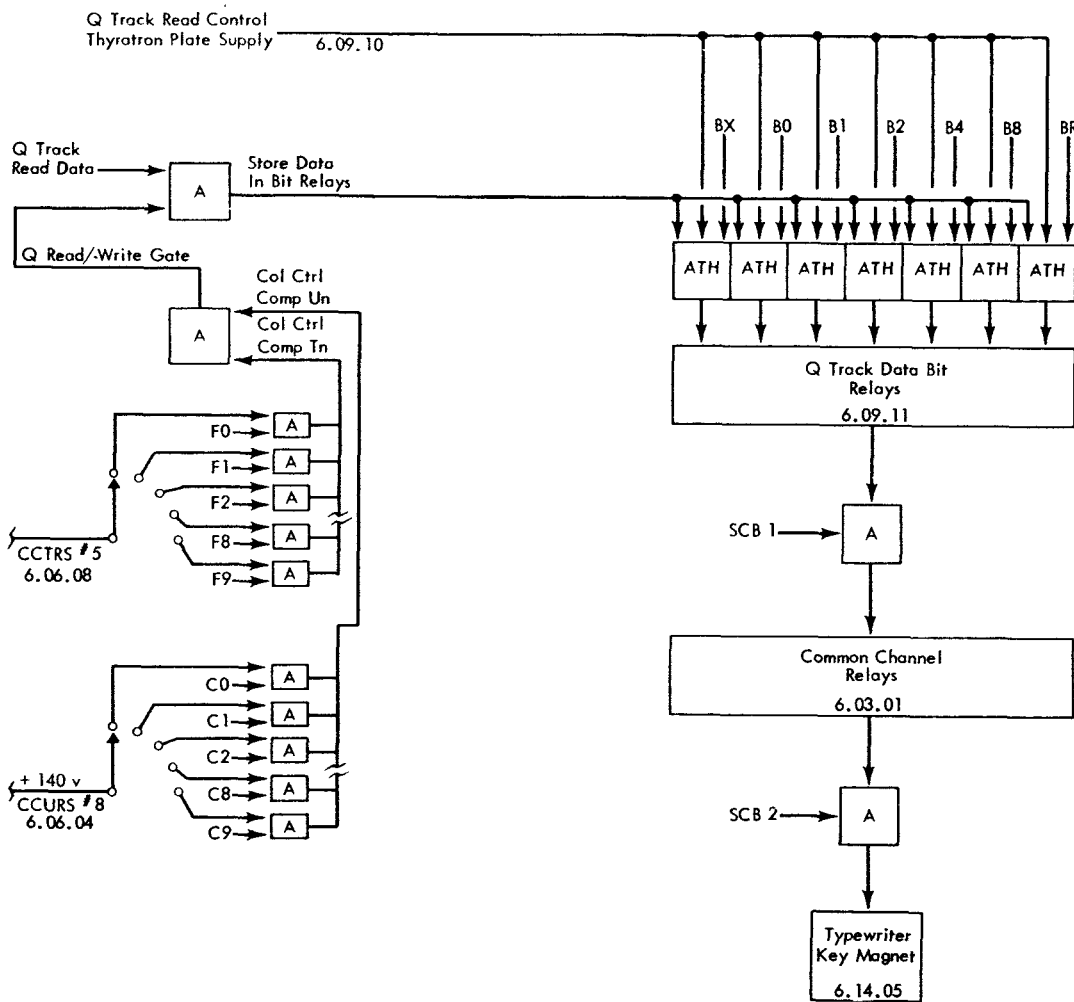 Q Track Read Control
Thyratron Plate Supply
6.09.10
BX
B0
B1
B2
B4
B8
BR
Q Track
Read Data
A
Store Data
In Bit Relays
ATH
ATH
ATH
ATH
ATH
ATH
ATH
Q Read/-Write Gate
Col Ctrl
Comp Un
Col Ctrl
Comp Tn
A
Q Track Data Bit
Relays
6.09.11
A
F0
A
F1
A
F2
A
F8
A
F9
CCTRS #5
6.06.08
SCB 1
A
A
C0
A
C1
A
C2
A
C8
A
C9
+ 140 v
CCURS #8
6.06.04
Common Channel
Relays
6.03.01
SCB 2
A
Typewriter
Key Magnet
6.14.05